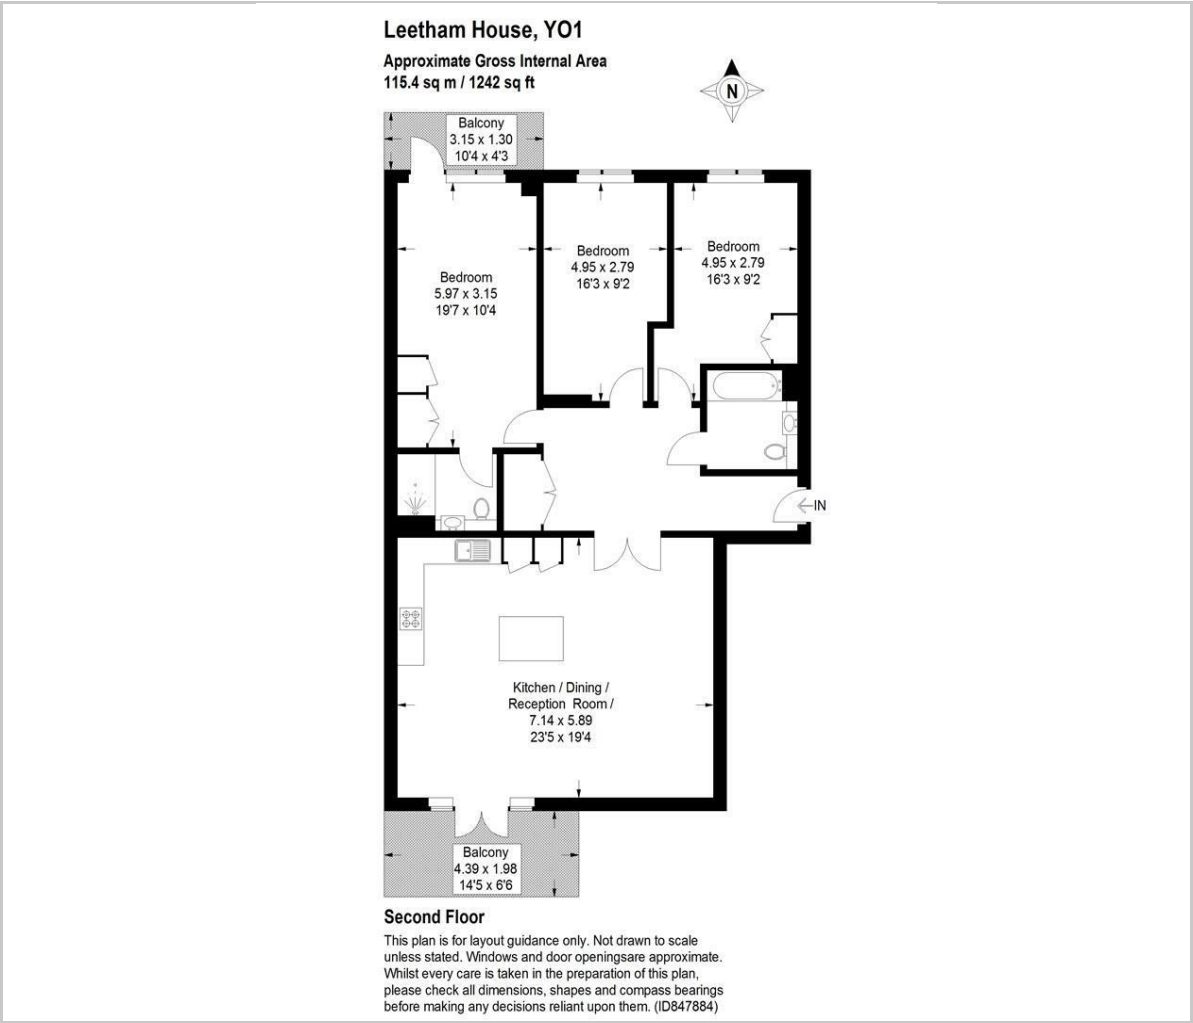 Leetham House, YO1
Approximate Gross Internal Area
115.4 sq m / 1242 sq ft
N
Balcony
3.15 x 1.30
10'4 x 4'3
Bedroom
5.97 x 3.15
19'7 x 10'4
Bedroom
4.95 x 2.79
16'3 x 9'2
Bedroom
4.95 x 2.79
16'3 x 9'2
IN
Kitchen / Dining /
Reception Room /
7.14 x 5.89
23'5 x 19'4
Balcony
4.39 x 1.98
14'5 x 6'6
Second Floor
This plan is for layout guidance only. Not drawn to scale
unless stated. Windows and door openingsare approximate.
Whilst every care is taken in the preparation of this plan,
please check all dimensions, shapes and compass bearings
before making any decisions reliant upon them. (ID847884)